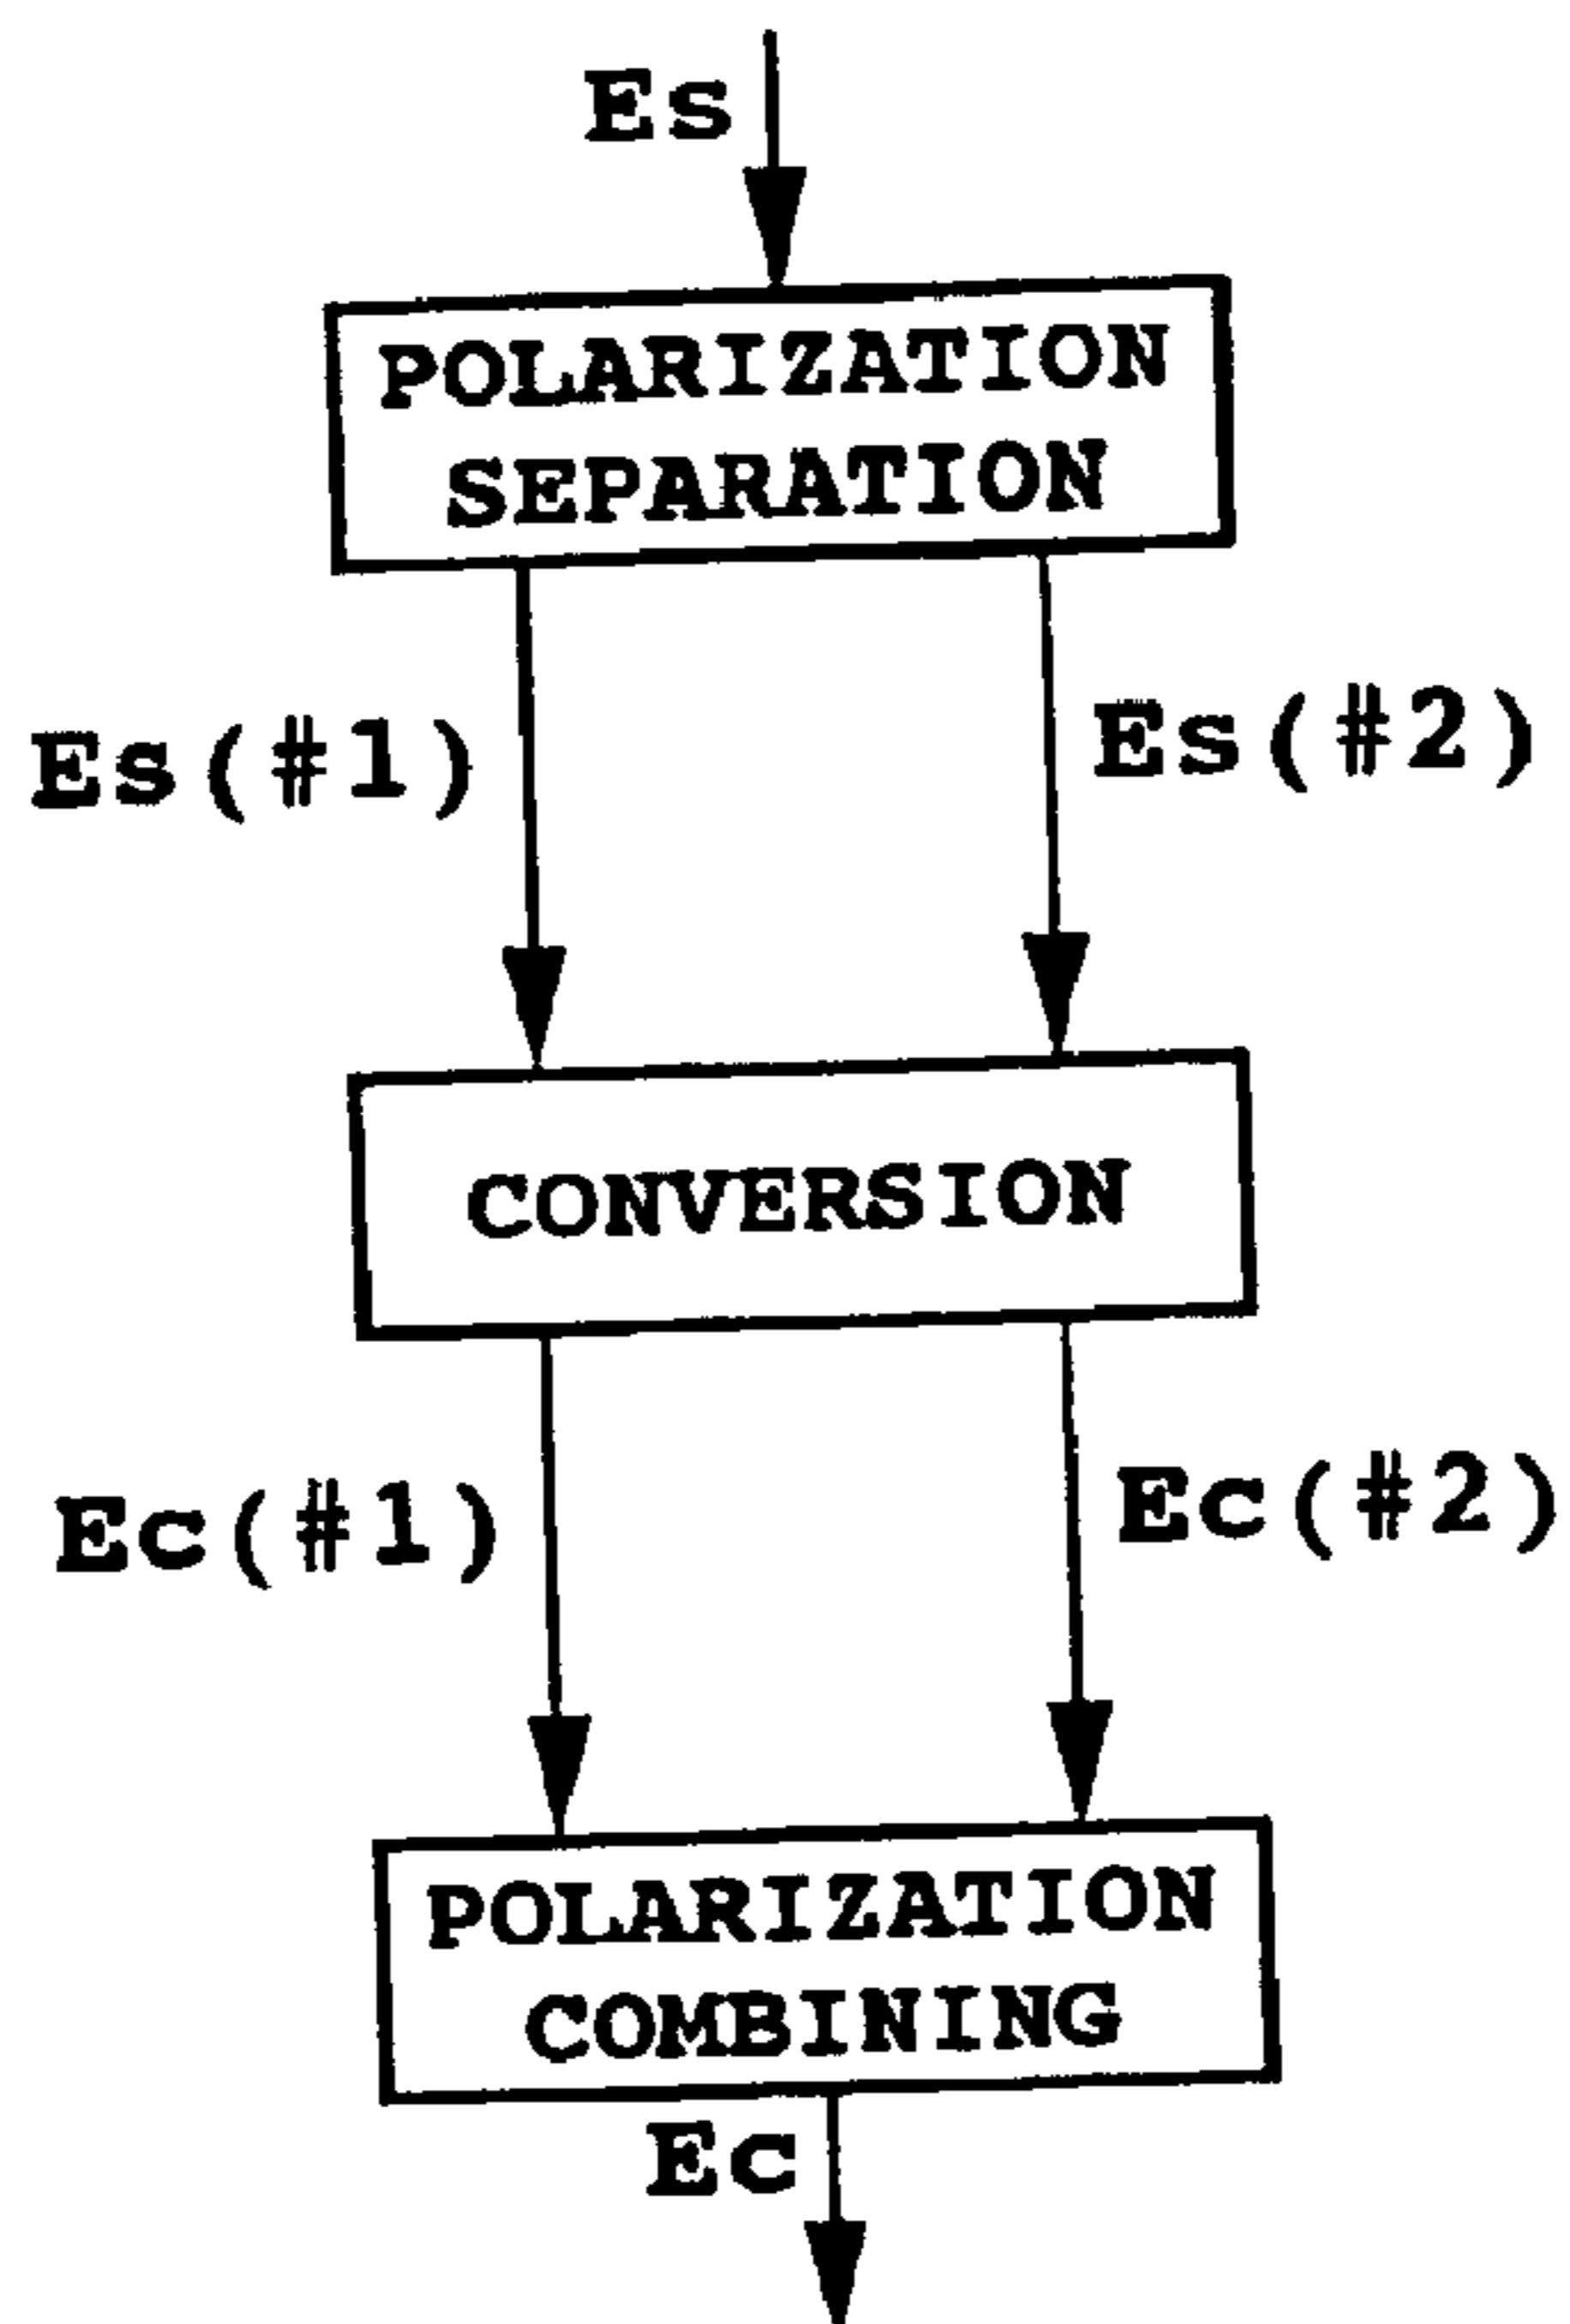 Es
POLARIZATION
SEPARATION
Es(#1)
Es(#2)
CONVERSION
Ec(#1)
Ec(#2)
POLARIZATION
COMBINING
Ec